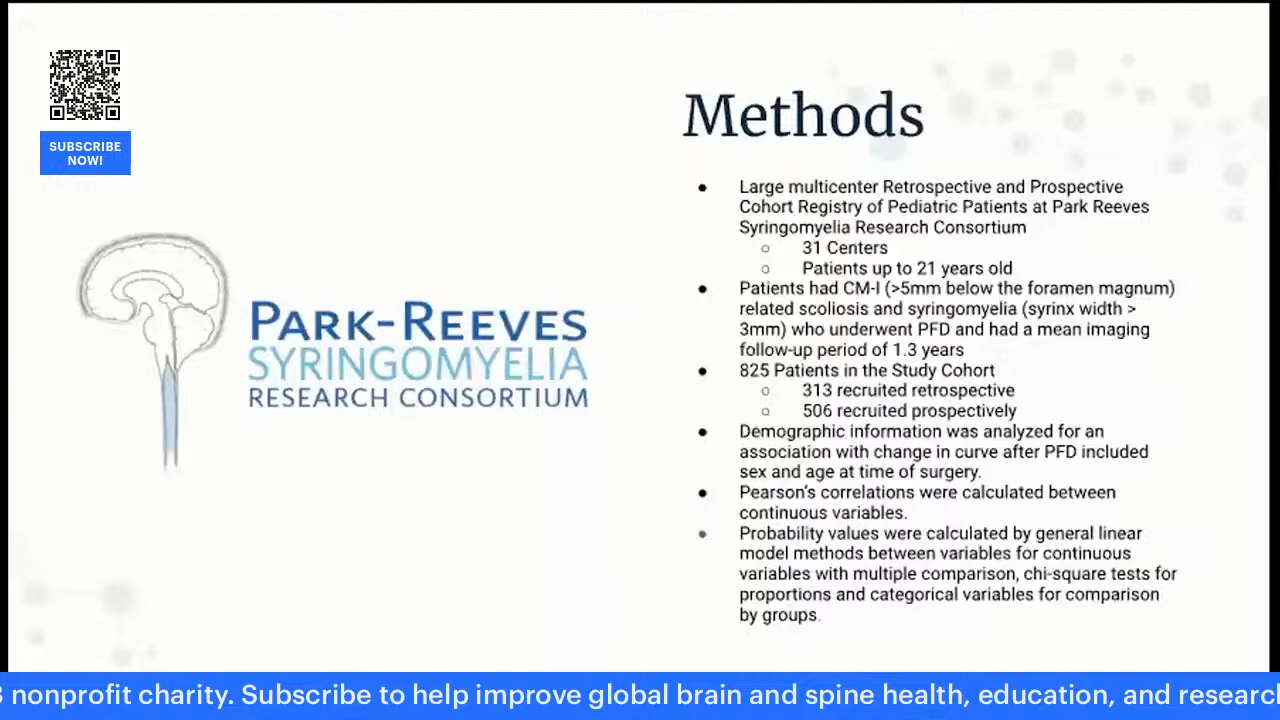 SUBSCRIBE
NOW!
PARK-REEVES
SYRINGOMYELIA
RESEARCH CONSORTIUM
Methods
● Large multicenter Retrospective and Prospective
Cohort Registry of Pediatric Patients at Park Reeves
Syringomyelia Research Consortium
○ 31 Centers
○ Patients up to 21 years old
● Patients had CM-I (>5mm below the foramen magnum)
related scoliosis and syringomyelia (syrinx width >
3mm) who underwent PFD and had a mean imaging
follow-up period of 1.3 years
● 825 Patients in the Study Cohort
○ 313 recruited retrospective
○ 506 recruited prospectively
● Demographic information was analyzed for an
association with change in curve after PFD included
sex and age at time of surgery.
● Pearson's correlations were calculated between
continuous variables.
● Probability values were calculated by general linear
model methods between variables for continuous
variables with multiple comparison, chi-square tests for
proportions and categorical variables for comparison
by groups.
3 nonprofit charity. Subscribe to help improve global brain and spine health, education, and research